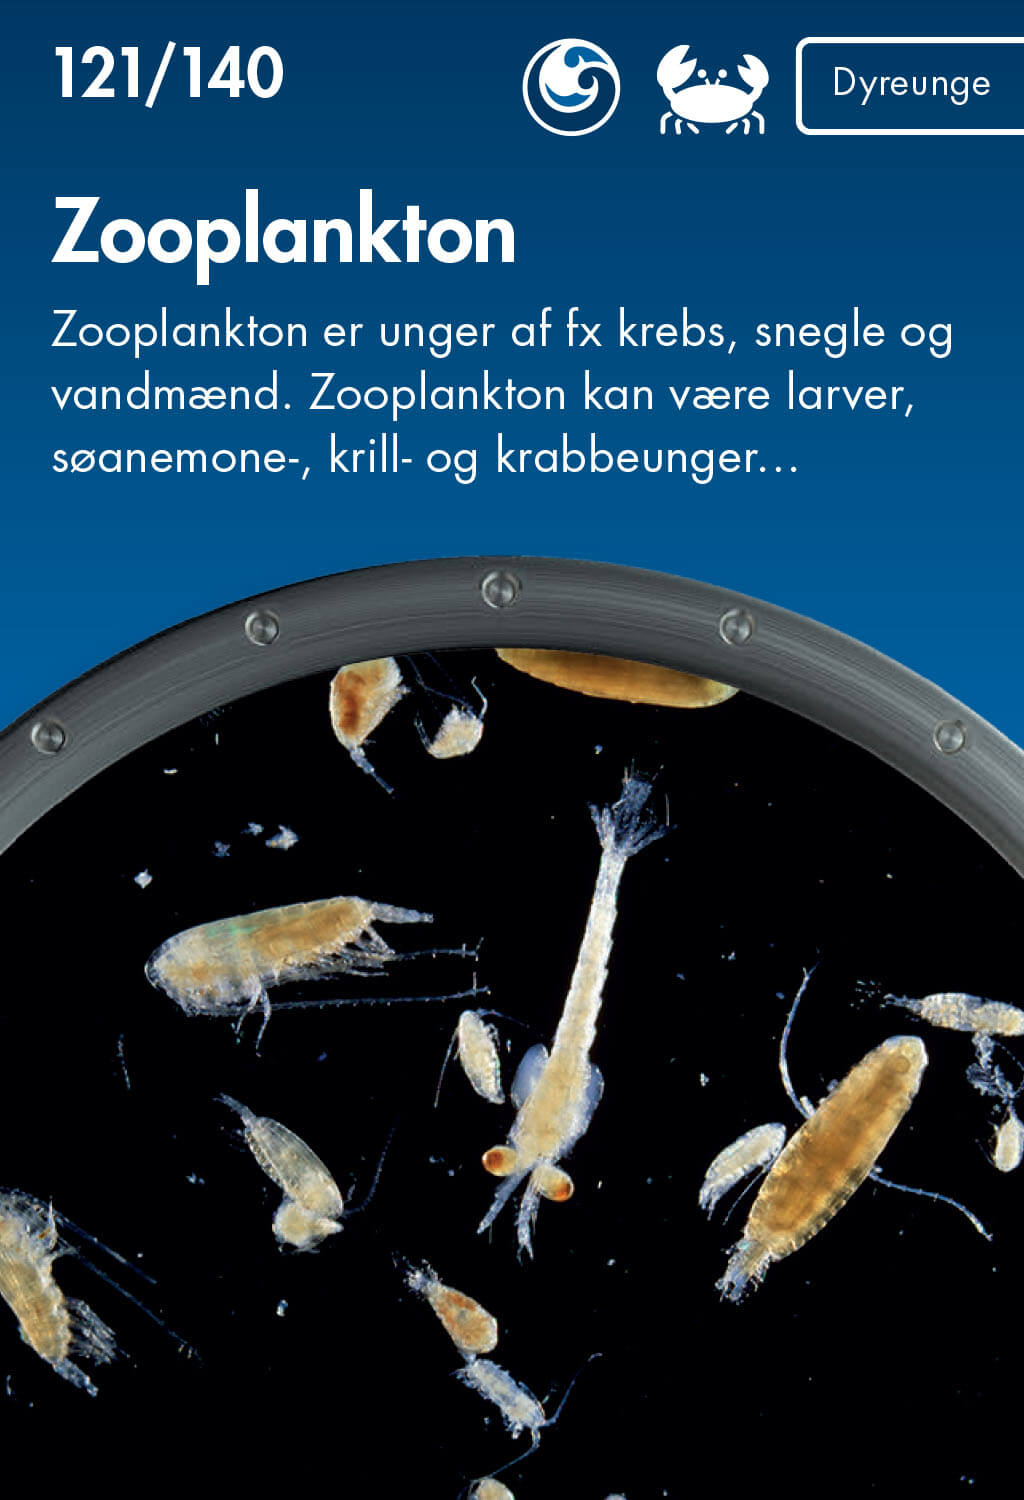 121/140
Dyreunge
Zooplankton
Zooplankton er unger af fx krebs, snegle og
vandmænd. Zooplankton kan være larver,
søanemone-, krill- og krabbeunger...